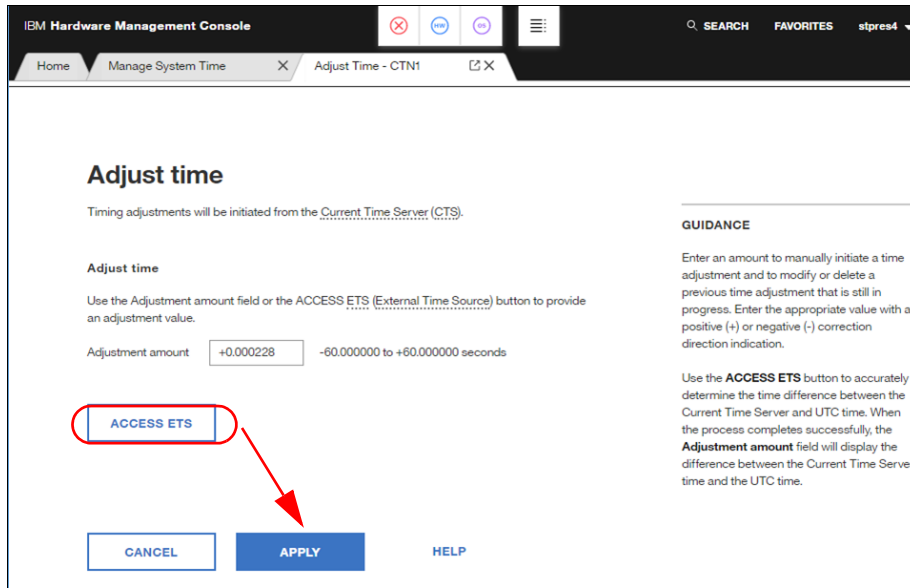 IBM Hardware Management Console
HW
OS
SEARCH
FAVORITES
stpres4
Home
Manage System Time
Adjust Time - CTN1
Adjust time
Timing adjustments will be initiated from the Current Time Server (CTS).
Adjust time
Use the Adjustment amount field or the ACCESS ETS (External Time Source) button to provide
an adjustment value.
Adjustment amount
+0.000228
-60.000000 to +60.000000 seconds
ACCESS ETS
CANCEL
APPLY
HELP
GUIDANCE
Enter an amount to manually initiate a time
adjustment and to modify or delete a
previous time adjustment that is still in
progress. Enter the appropriate value with a
positive (+) or negative (-) correction
direction indication.
Use the ACCESS ETS button to accurately
determine the time difference between the
Current Time Server and UTC time. When
the process completes successfully, the
Adjustment amount field will display the
difference between the Current Time Serve
time and the UTC time.